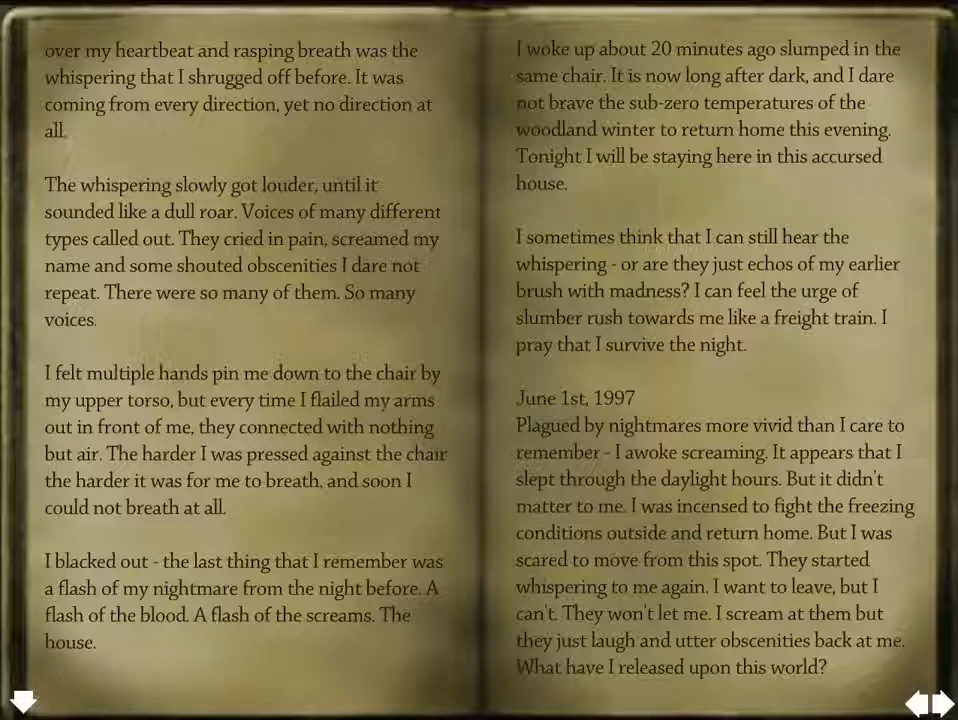 over my heartbeat and rasping breath was the
whispering that I shrugged off before. It was
coming from every direction, yet no direction at
all.
The whispering slowly got louder, until it
sounded like a dull roar. Voices of many different
types called out. They cried in pain, screamed my
name and some shouted obscenities I dare not
repeat. There were so many of them. So many
voices.
I felt multiple hands pin me down to the chair by
my upper torso, but every time I flailed my arms
out in front of me, they connected with nothing
but air. The harder I was pressed against the chair
the harder it was for me to breath, and soon I
could not breath at all.
I blacked out - the last thing that I remember was
a flash of my nightmare from the night before. A
flash of the blood. A flash of the screams. The
house.
I woke up about 20 minutes ago slumped in the
same chair. It is now long after dark, and I dare
not brave the sub-zero temperatures of the
woodland winter to return home this evening.
Tonight I will be staying here in this accursed
house.
I sometimes think that I can still hear the
whispering - or are they just echos of my earlier
brush with madness? I can feel the urge of
slumber rush towards me like a freight train. I
pray that I survive the night.
June 1st, 1997
Plagued by nightmares more vivid than I care to
remember - I awoke screaming. It appears that I
slept through the daylight hours. But it didn't
matter to me. I was incensed to fight the freezing
conditions outside and return home. But I was
scared to move from this spot. They started
whispering to me again. I want to leave, but I
can't. They won't let me. I scream at them but
they just laugh and utter obscenities back at me.
What have I released upon this world?